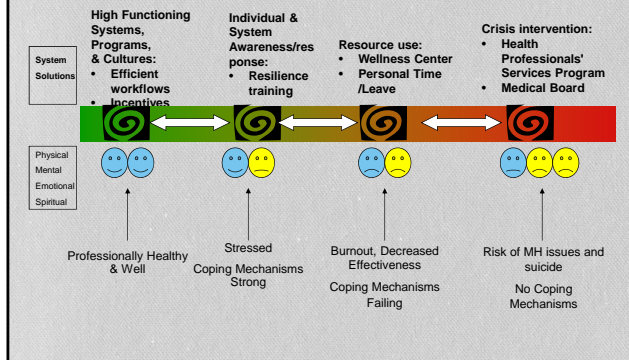 System
Solutions
High Functioning
Systems,
Programs,
& Cultures:
• Efficient
workflows
• Incentives
Individual &
System
Awareness/res
ponse:
• Resilience
training
Resource use:
• Wellness Center
• Personal Time
/Leave
Crisis intervention:
• Health
Professionals'
Services Program
• Medical Board
Physical
Mental
Emotional
Spiritual
Professionally Healthy
& Well
Stressed
Coping Mechanisms
Strong
Burnout, Decreased
Effectiveness
Coping Mechanisms
Failing
Risk of MH issues and
suicide
No Coping
Mechanisms